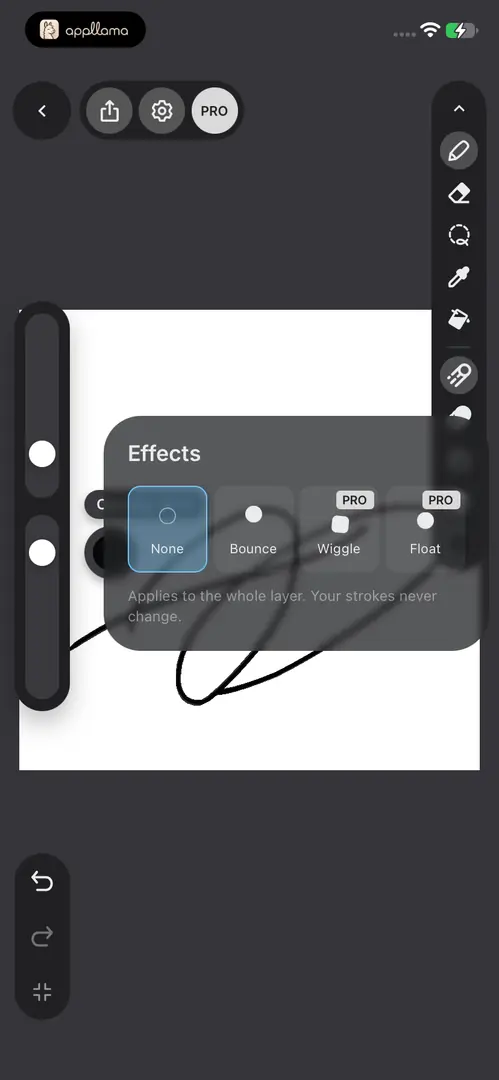 appllama
PRO
Effects
PRO
PRO
None
Bounce
Wiggle
Float
Applies to the whole layer. Your strokes never
change.